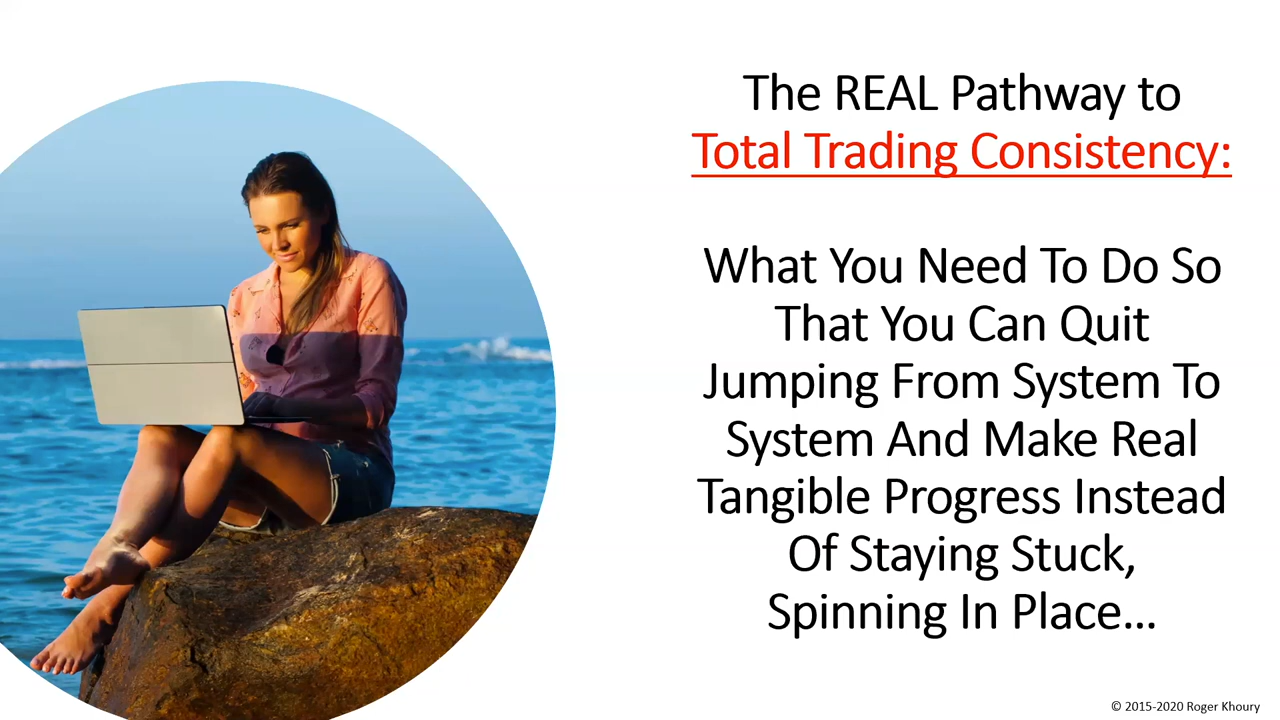 The REAL Pathway to
Total Trading Consistency:
What You Need To Do So
That You Can Quit
Jumping From System To
System And Make Real
Tangible Progress Instead
Of Staying Stuck,
Spinning In Place...
© 2015-2020 Roger Khoury